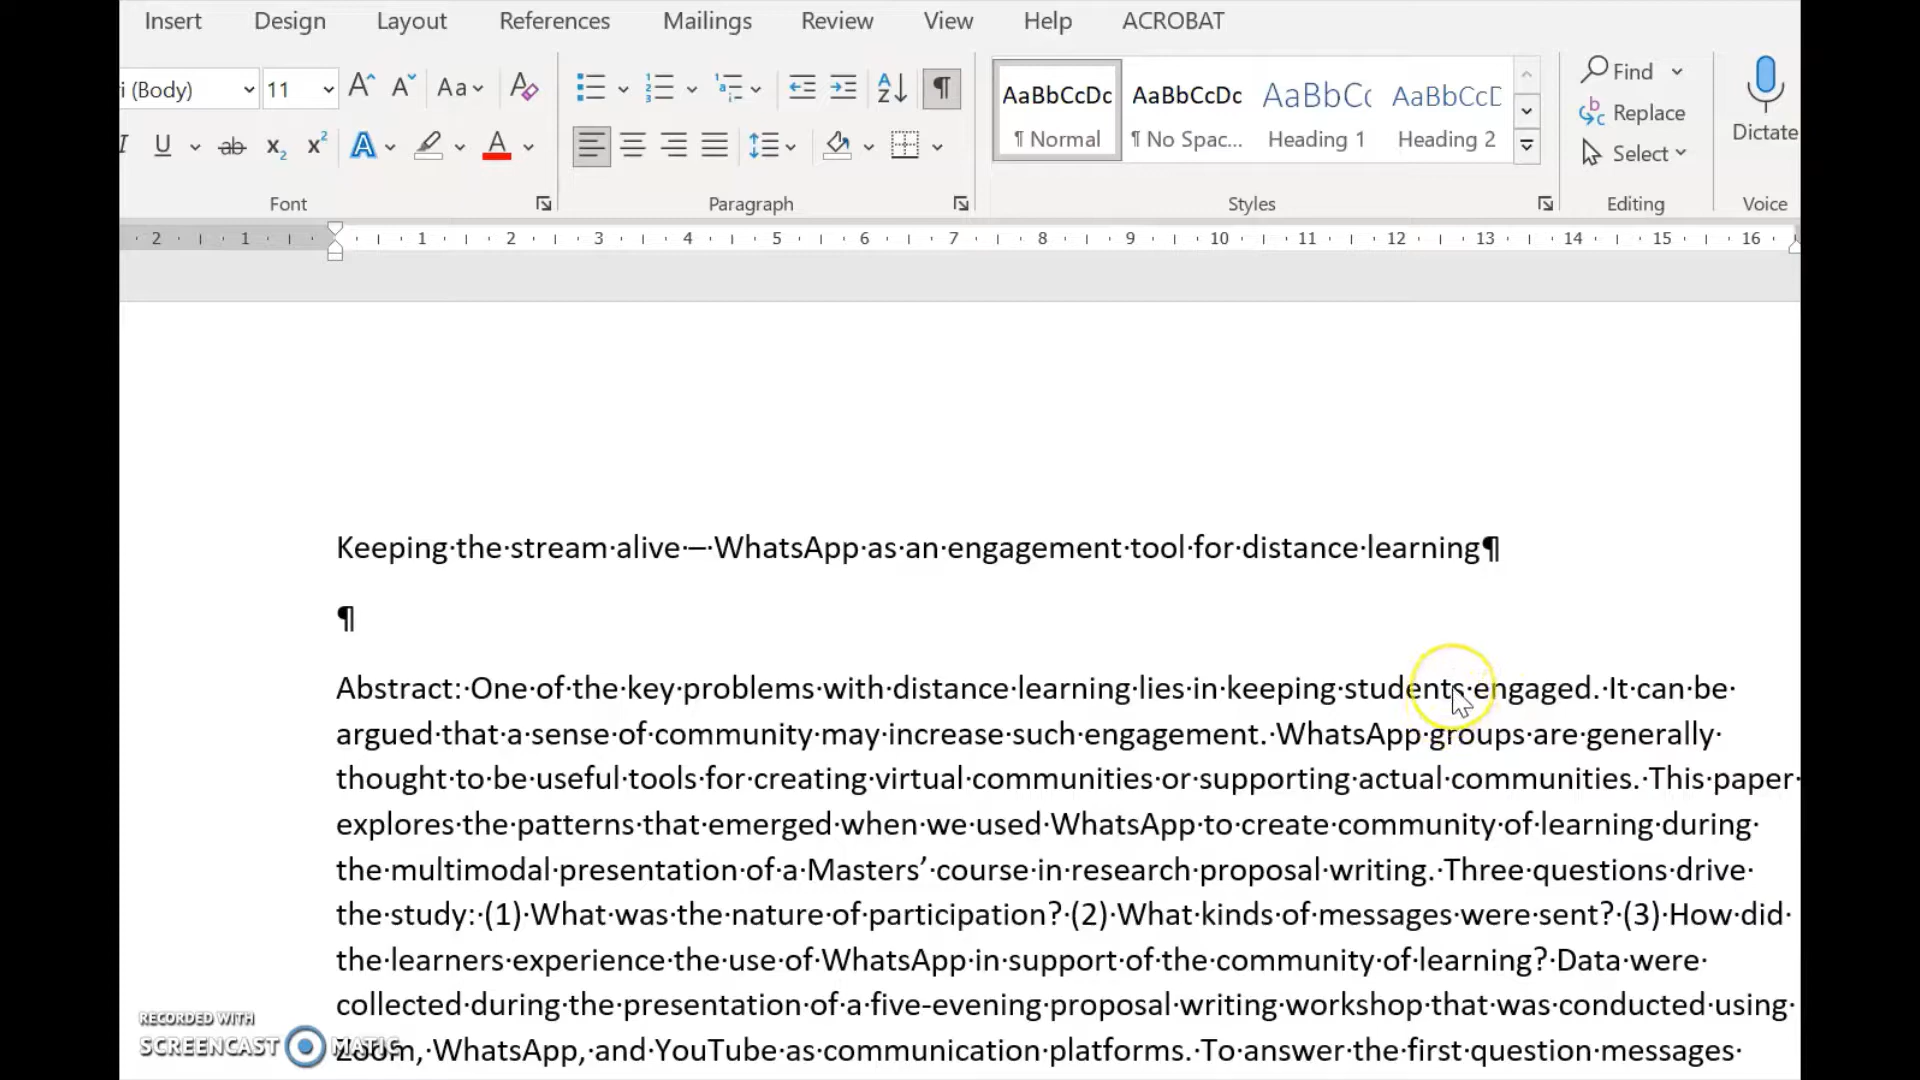 Insert Design Layout References Mailings Review View Help ACROBAT
i (Body) 11 Aa
AaBbCcDc AaBbCcDc AaBbCc AaBbCcD
¶ Normal ¶ No Spac... Heading 1 Heading 2
Find
Replace
Select
Dictate
Font Paragraph Styles Editing Voice
2 1 1 2 3 4 5 6 7 8 9 10 11 12 13 14 15 16
Keeping·the·stream·alive·–·WhatsApp·as·an·engagement·tool·for·distance·learning¶
¶
Abstract:·One·of·the·key·problems·with·distance·learning·lies·in·keeping·students·engaged.·It·can·be·
argued·that·a·sense·of·community·may·increase·such·engagement.·WhatsApp·groups·are·generally·
thought·to·be·useful·tools·for·creating·virtual·communities·or·supporting·actual·communities.·This·paper·
explores·the·patterns·that·emerged·when·we·used·WhatsApp·to·create·community·of·learning·during·
the·multimodal·presentation·of·a·Masters’·course·in·research·proposal·writing.·Three·questions·drive·
the·study:·(1)·What·was·the·nature·of·participation?·(2)·What·kinds·of·messages·were·sent?·(3)·How·did·
the·learners·experience·the·use·of·WhatsApp·in·support·of·the·community·of·learning?·Data·were·
collected·during·the·presentation·of·a·five-evening·proposal·writing·workshop·that·was·conducted·using·
Zoom,·WhatsApp,·and·YouTube·as·communication·platforms.·To·answer·the·first·question·messages·
RECORDED WITH
SCREENCAST MATIC